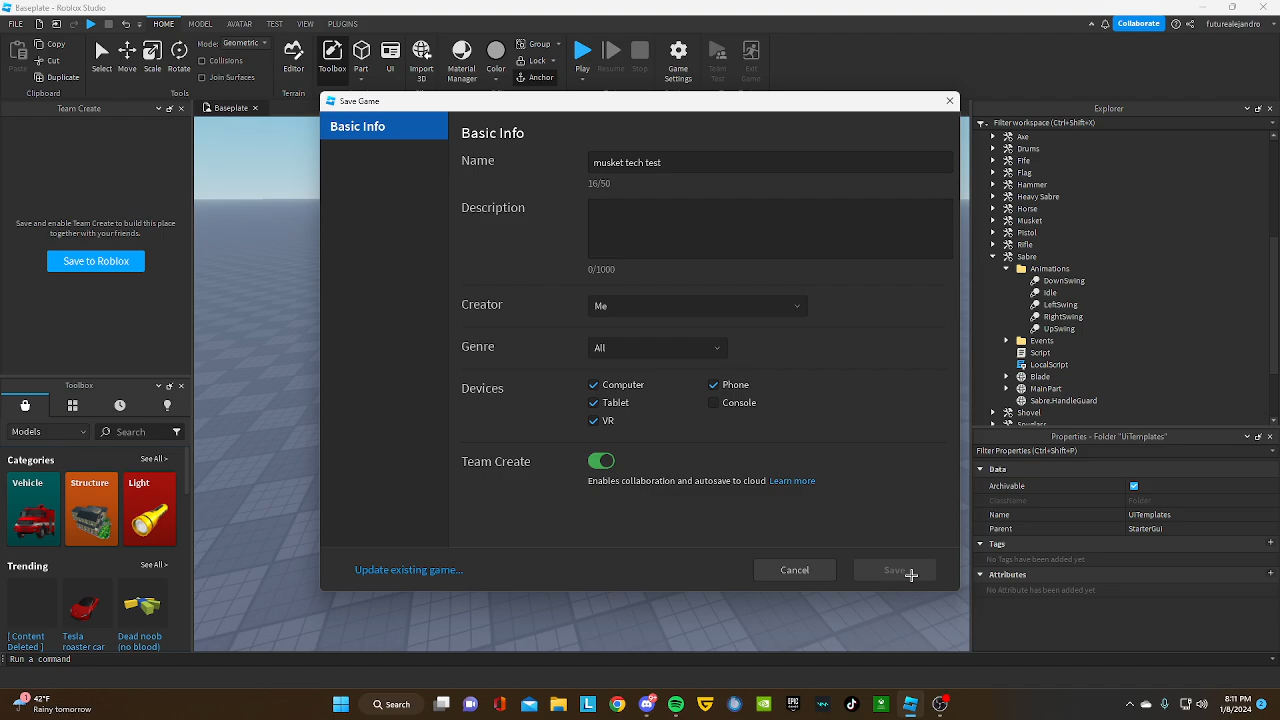 Baseplate - Roblox Studio
FILE HOME MODEL AVATAR TEST VIEW PLUGINS Collaborate futurealejandro
Paste Copy Cut Duplicate Clipboard
Select Move Scale Rotate Mode: Geometric Collisions Join Surfaces Tools
Editor Terrain
Toolbox Part UI Import 3D
Material Manager Color Group Lock Anchor
Play Resume Stop Game Settings Team Test Exit Game
Team Create
Save and enable Team Create to build this place together with your friends.
Save to Roblox
Toolbox
Models Search
Categories See All >
Vehicle Structure Light
Trending See All >
[ Content Deleted ] Tesla roaster car Dead noob (no blood)
Run a command
Baseplate
Save Game
Basic Info
Basic Info
Name musket tech test
16/50
Description
0/1000
Creator Me
Genre All
Devices Computer Phone
Tablet Console
VR
Team Create
Enables collaboration and autosave to cloud Learn more
Update existing game... Cancel Save
Explorer
Filter workspace (Ctrl+Shift+X)
Axe
Drums
Fife
Flag
Hammer
Heavy Sabre
Horse
Musket
Pistol
Rifle
Sabre
Animations
DownSwing
Idle
LeftSwing
RightSwing
UpSwing
Events
Script
LocalScript
Blade
MainPart
Sabre.HandleGuard
Shovel
Properties - Folder "UiTemplates"
Filter Properties (Ctrl+Shift+P)
Data
Archivable
ClassName Folder
Name UiTemplates
Parent StarterGui
Tags
No Tags have been added yet
Attributes
No Attribute has been added yet
42°F
Rainy tomorrow
Search
8:11 PM
1/8/2024